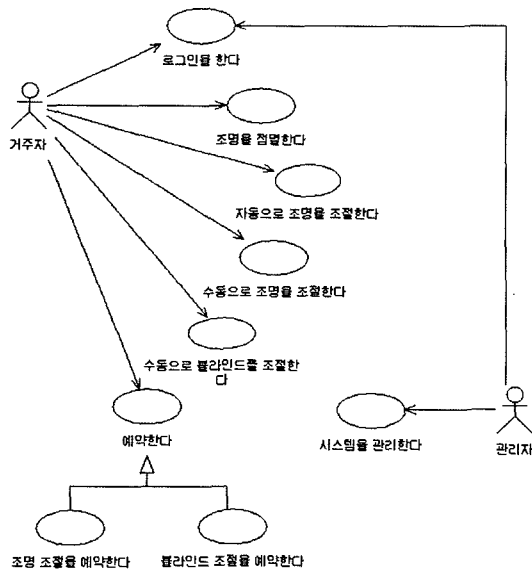 로그인을 한다
조명을 점멸한다
거주자
자동으로 조명을 조절한다
수동으로 조명을 조절한다
수동으로 블라인드를 조절한
다
예약한다
시스템을 관리한다
관리자
조명 조절을 예약한다
블라인드 조절을 예약한다